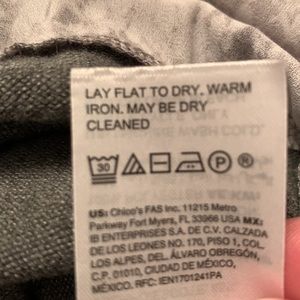 LAY FLAT TO DRY. WARM
IRON. MAY BE DRY
CLEANED
30
P
US: Chico's FAS Inc. 11215 Metro
Parkway Fort Myers, FL 33966 USA MX:
IB ENTERPRISES S.A. DE C.V. CALZADA
DE LOS LEONES NO. 170, PISO 1, COL.
LOS ALPES, DEL. ÁLVARO OBREGÓN,
C.P. 01010, CIUDAD DE MÉXICO,
MÉXICO. RFC: IEN1701241PA